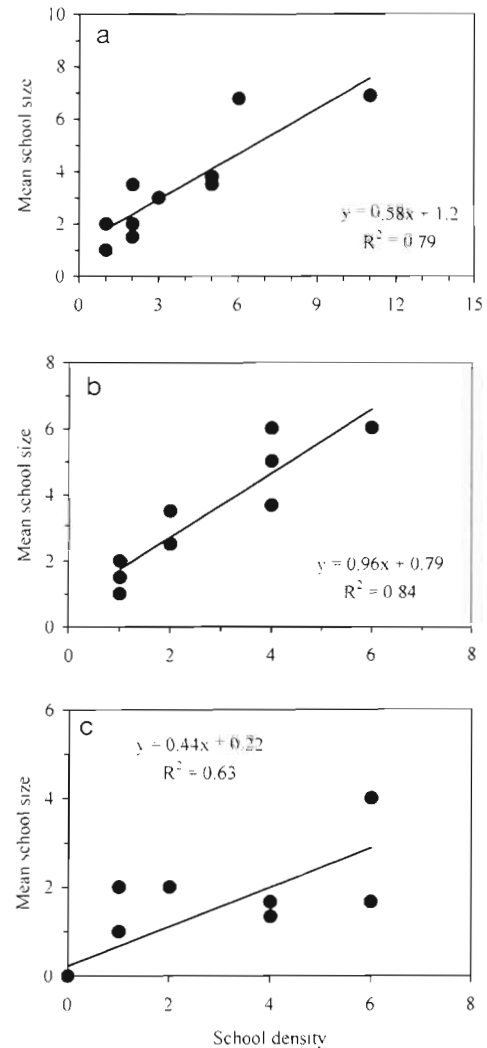 a
10
8
6
4
2
0
Mean school size
y = 0.58x + 1.2
R² = 0.79
0 3 6 9 12 15
b
8
6
4
2
0
Mean school size
y = 0.96x + 0.79
R² = 0 84
0 2 4 6 8
c
6
4
2
0
Mean school size
y = 0.44x + 0.22
R² = 0.63
0 2 4 6 8
School density